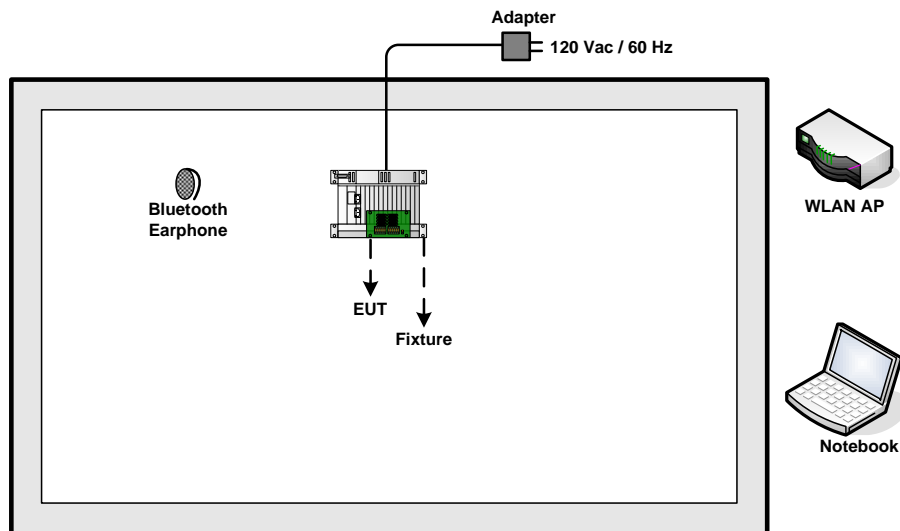 Adapter
120 Vac / 60 Hz
Bluetooth
Earphone
WLAN AP
EUT
Fixture
Notebook